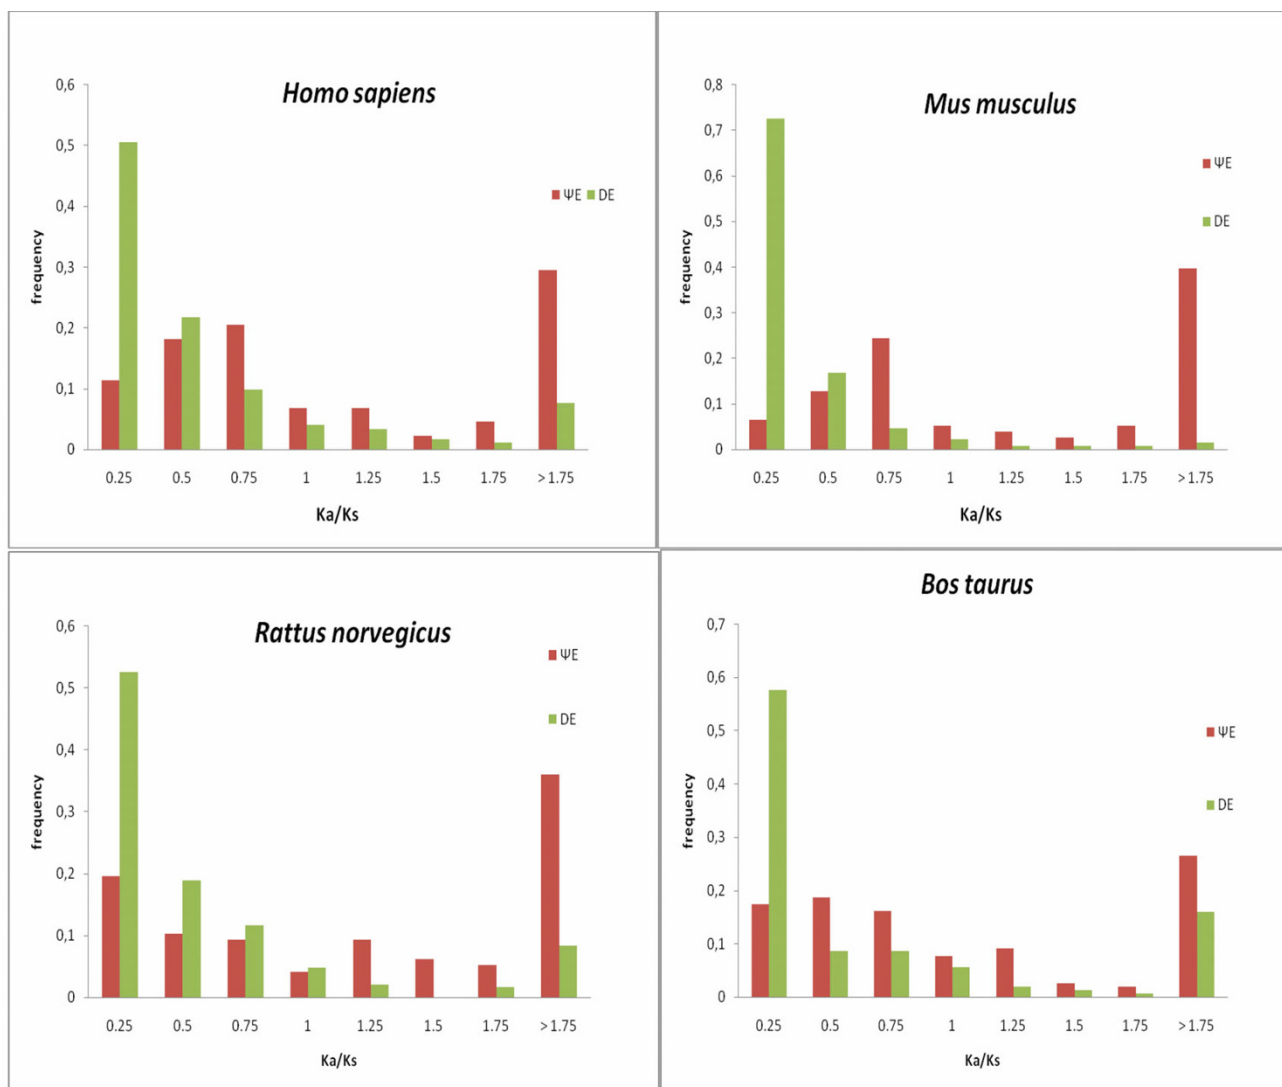 Homo sapiens
0,6
0,5
0,4
0,3
0,2
0,1
0
frequency
ΨE DE
0.25 0.5 0.75 1 1.25 1.5 1.75 > 1.75
Ka/Ks
Mus musculus
0,8
0,7
0,6
0,5
0,4
0,3
0,2
0,1
0
frequency
ΨE
DE
0.25 0.5 0.75 1 1.25 1.5 1.75 > 1.75
Ka/Ks
Rattus norvegicus
0,6
0,5
0,4
0,3
0,2
0,1
0
frequency
ΨE
DE
0.25 0.5 0.75 1 1.25 1.5 1.75 > 1.75
Ka/Ks
Bos taurus
0,7
0,6
0,5
0,4
0,3
0,2
0,1
0
frequency
ΨE
DE
0.25 0.5 0.75 1 1.25 1.5 1.75 > 1.75
Ka/Ks